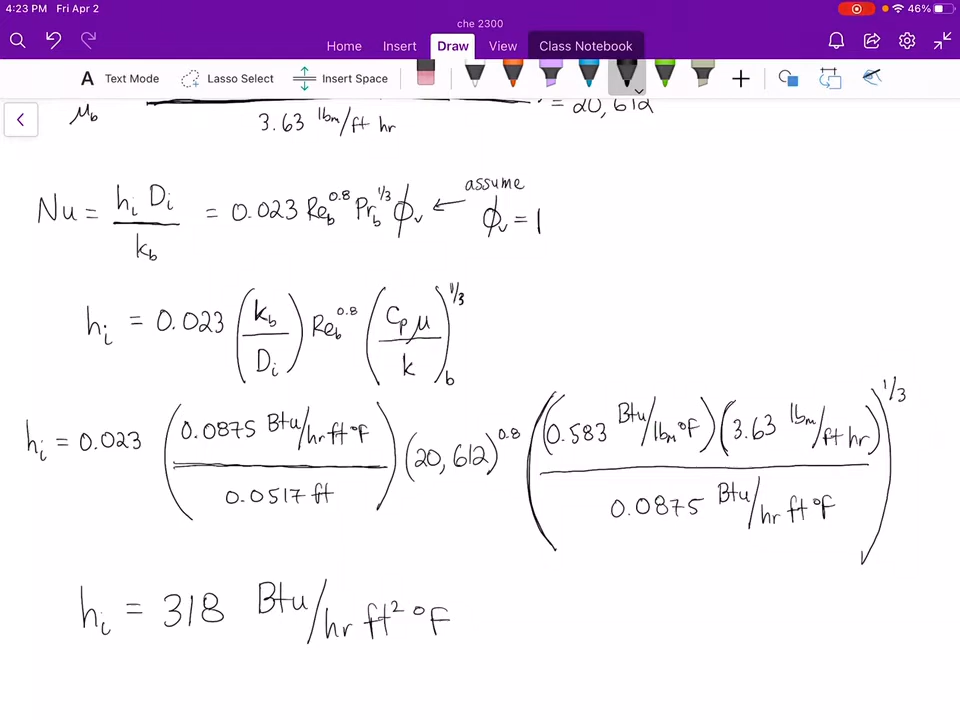 4:23 PM Fri Apr 2
46%
che 2300
Home Insert Draw View Class Notebook
A Text Mode Lasso Select Insert Space
μb 3.63 lbm/ft hr = 20,612
Nu = hi Di / kb = 0.023 Reb^0.8 Prb^1/3 ϕv ← assume ϕv = 1
hi = 0.023 (kb / Di) Reb^0.8 (Cp μ / k)b^1/3
hi = 0.023 (0.0875 Btu/hr ft °F / 0.0517 ft) (20,612)^0.8 ((0.583 Btu/lbm °F)(3.63 lbm/ft hr) / 0.0875 Btu/hr ft °F)^1/3
hi = 318 Btu/hr ft² °F